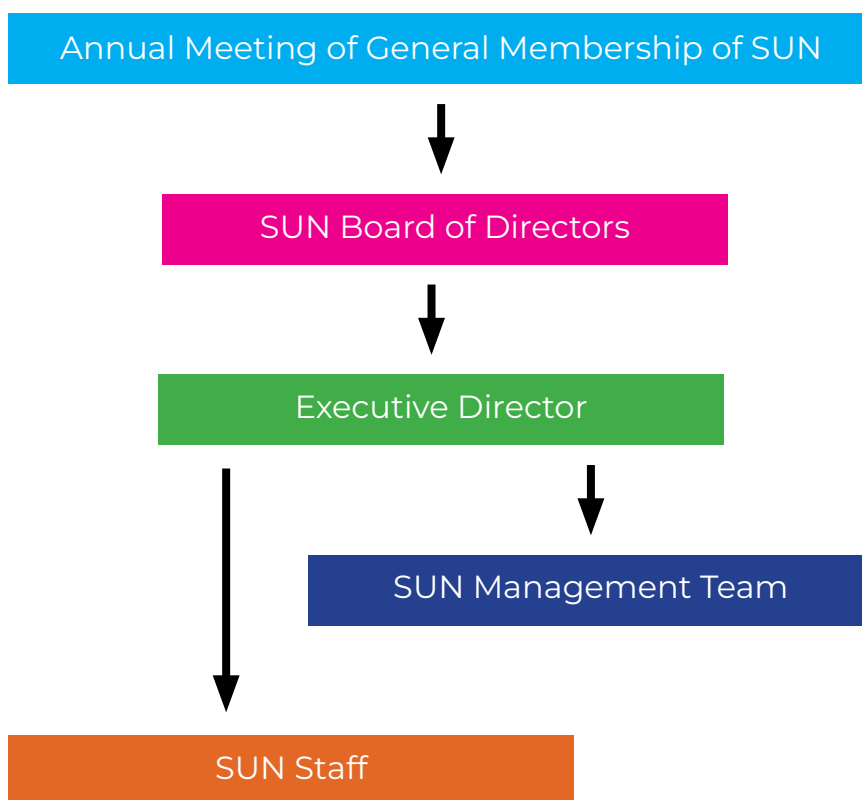 Annual Meeting of General Membership of SUN
SUN Board of Directors
Executive Director
SUN Management Team
SUN Staff